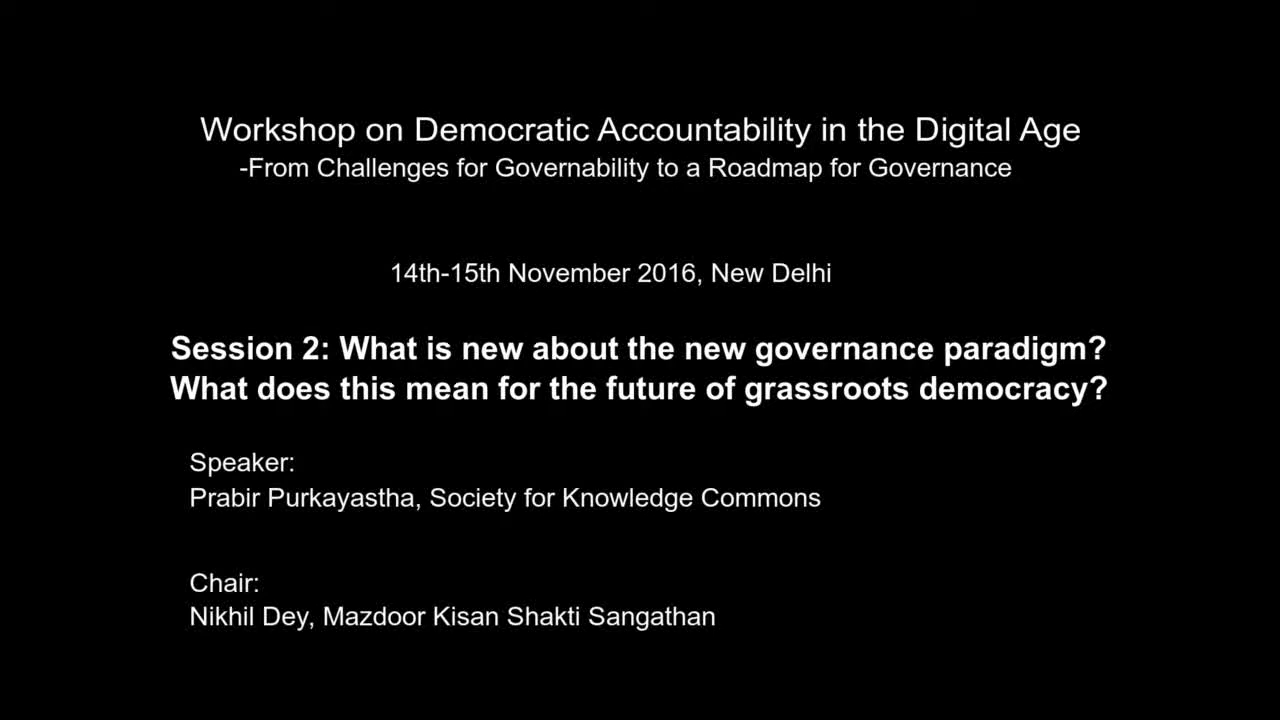 Workshop on Democratic Accountability in the Digital Age
-From Challenges for Governability to a Roadmap for Governance
14th-15th November 2016, New Delhi
Session 2: What is new about the new governance paradigm?
What does this mean for the future of grassroots democracy?
Speaker:
Prabir Purkayastha, Society for Knowledge Commons
Chair:
Nikhil Dey, Mazdoor Kisan Shakti Sangathan